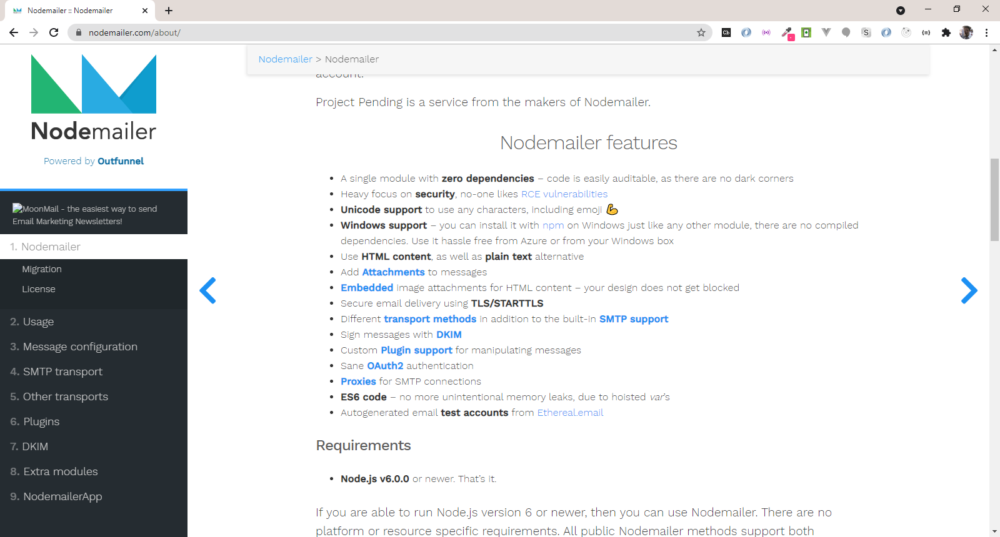 Nodemailer :: Nodemailer
nodemailer.com/about/
Nodemailer
Powered by Outfunnel
MoonMail - the easiest way to send
Email Marketing Newsletters!
1. Nodemailer
Migration
License
2. Usage
3. Message configuration
4. SMTP transport
5. Other transports
6. Plugins
7. DKIM
8. Extra modules
9. NodemailerApp
Nodemailer > Nodemailer
account.
Project Pending is a service from the makers of Nodemailer.
Nodemailer features
• A single module with zero dependencies – code is easily auditable, as there are no dark corners
• Heavy focus on security, no-one likes RCE vulnerabilities
• Unicode support to use any characters, including emoji 💪
• Windows support – you can install it with npm on Windows just like any other module, there are no compiled
dependencies. Use it hassle free from Azure or from your Windows box
• Use HTML content, as well as plain text alternative
• Add Attachments to messages
• Embedded image attachments for HTML content – your design does not get blocked
• Secure email delivery using TLS/STARTTLS
• Different transport methods in addition to the built-in SMTP support
• Sign messages with DKIM
• Custom Plugin support for manipulating messages
• Sane OAuth2 authentication
• Proxies for SMTP connections
• ES6 code – no more unintentional memory leaks, due to hoisted var's
• Autogenerated email test accounts from Ethereal.email
Requirements
• Node.js v6.0.0 or newer. That's it.
If you are able to run Node.js version 6 or newer, then you can use Nodemailer. There are no
platform or resource specific requirements. All public Nodemailer methods support both